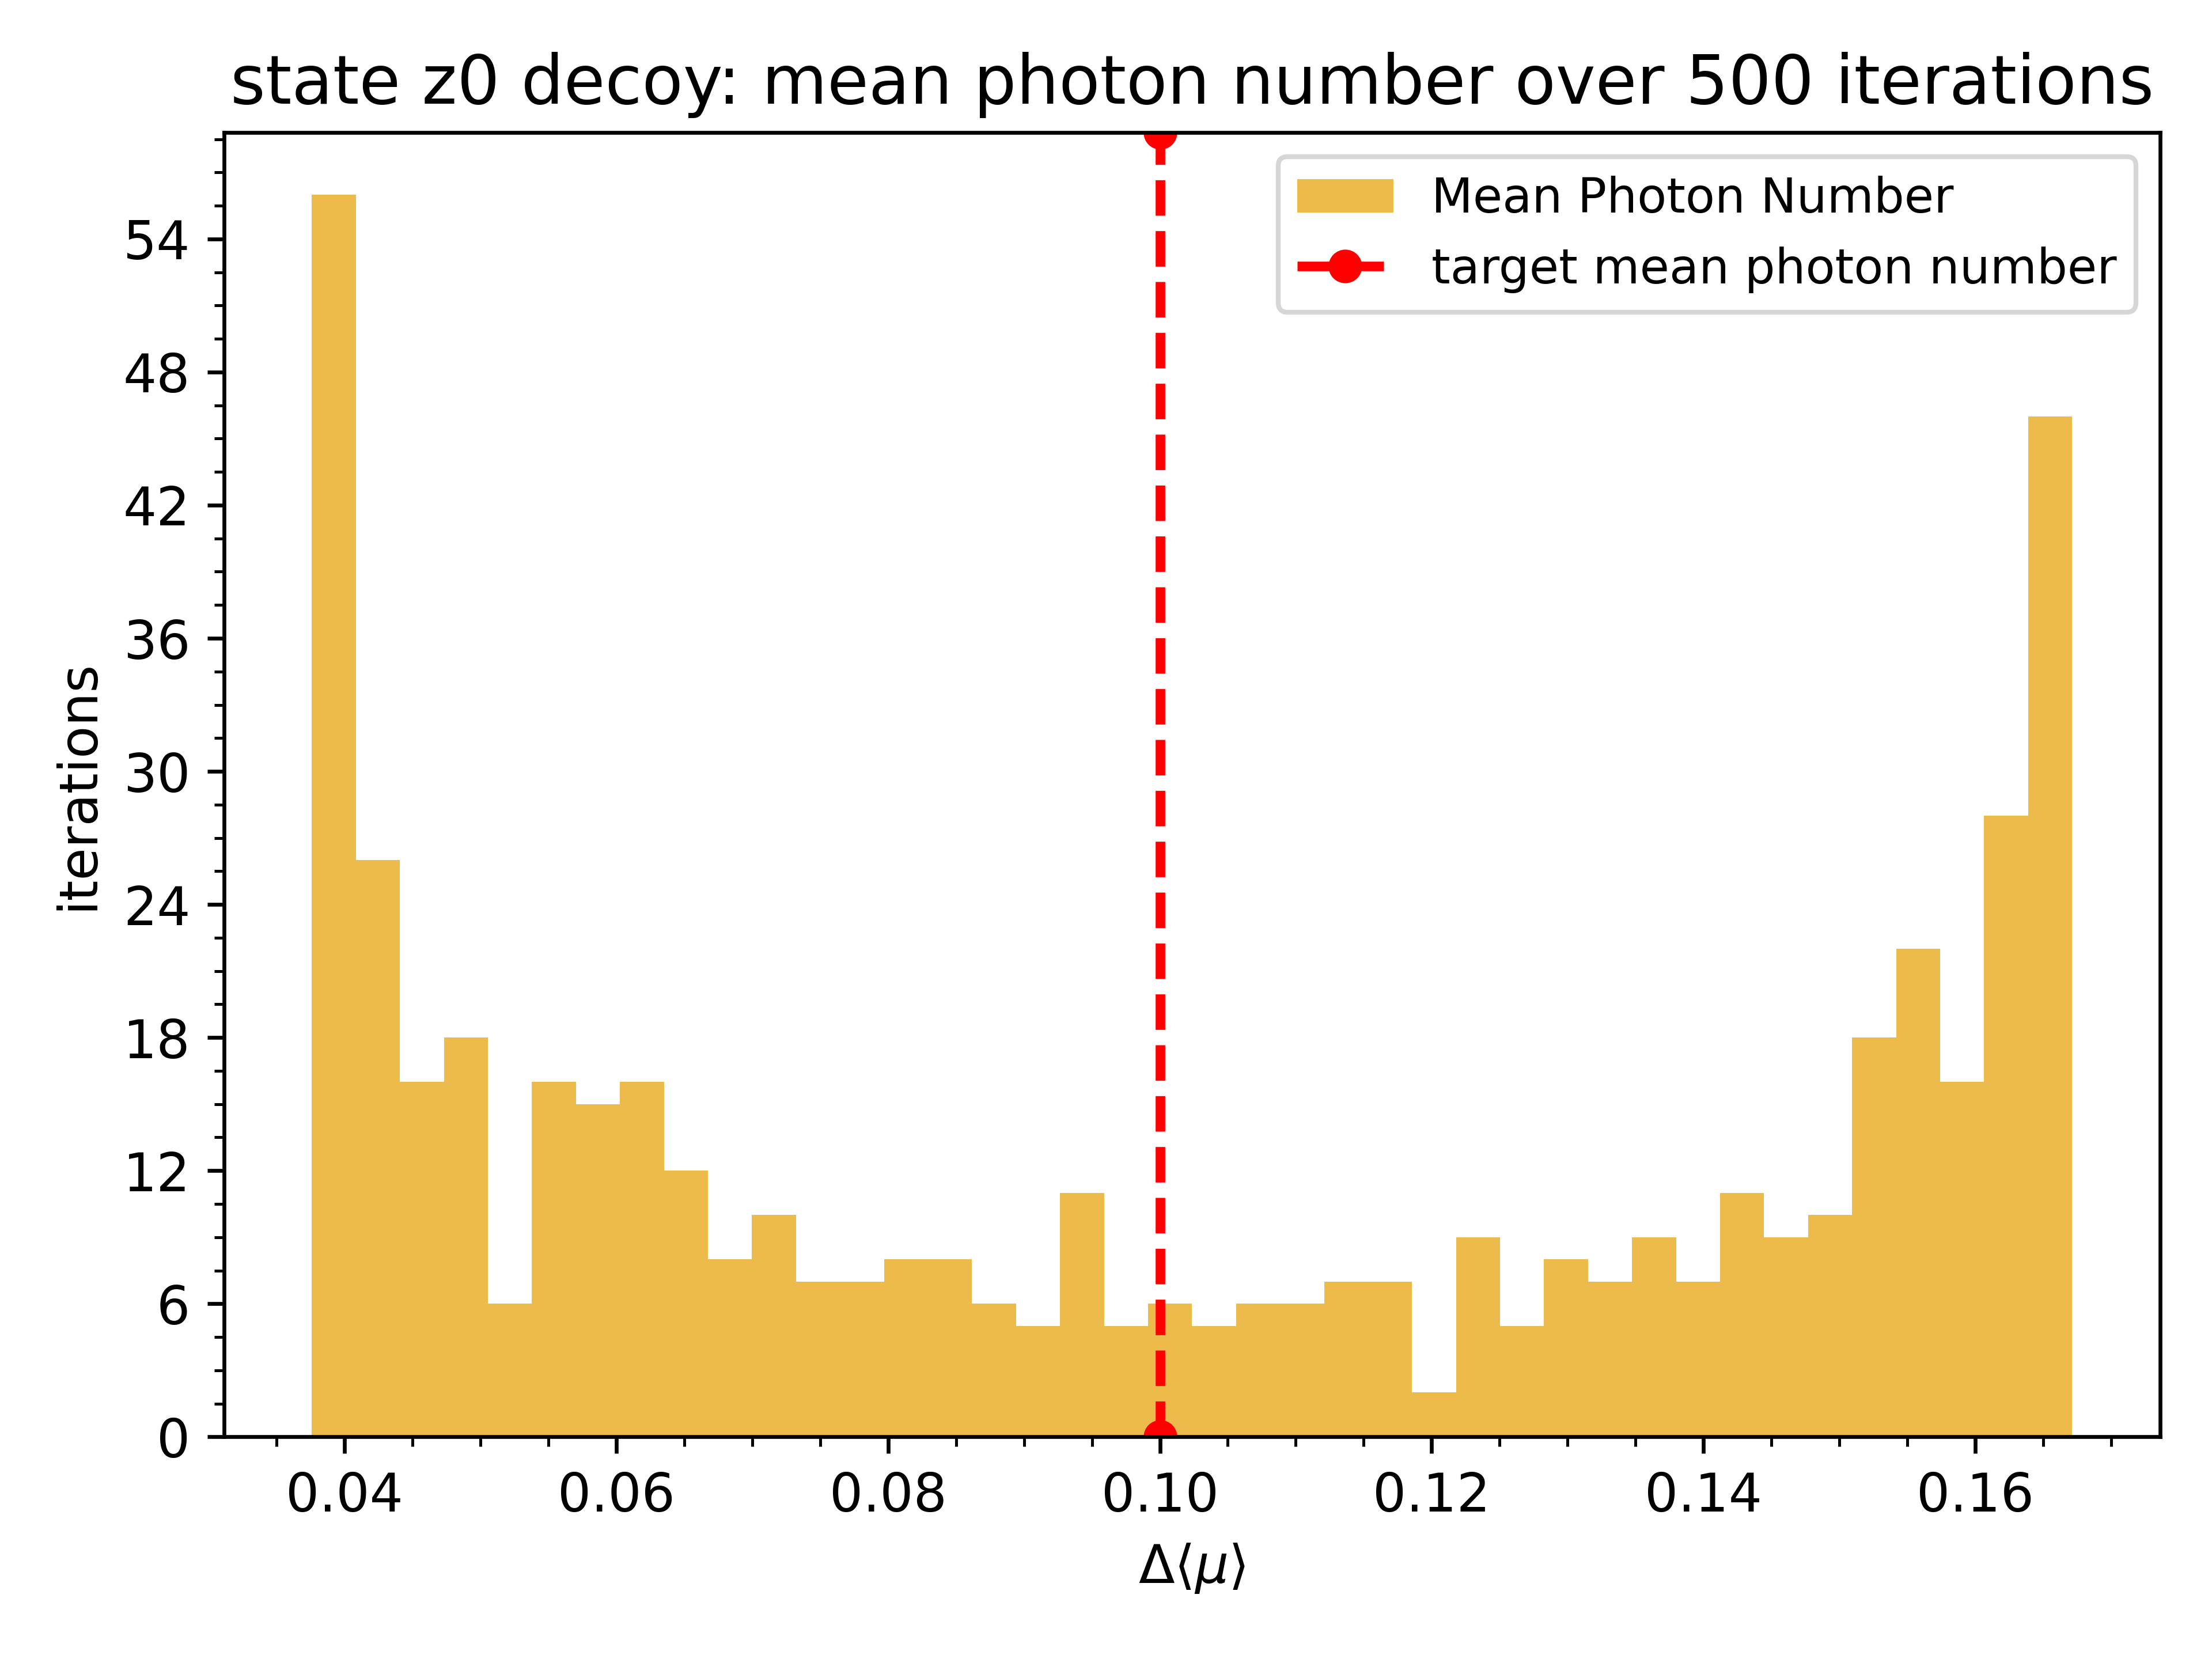 state z0 decoy: mean photon number over 500 iterations
Mean Photon Number
target mean photon number
54
48
42
36
30
24
18
12
6
0
iterations
0.04 0.06 0.08 0.10 0.12 0.14 0.16
Δ⟨μ⟩